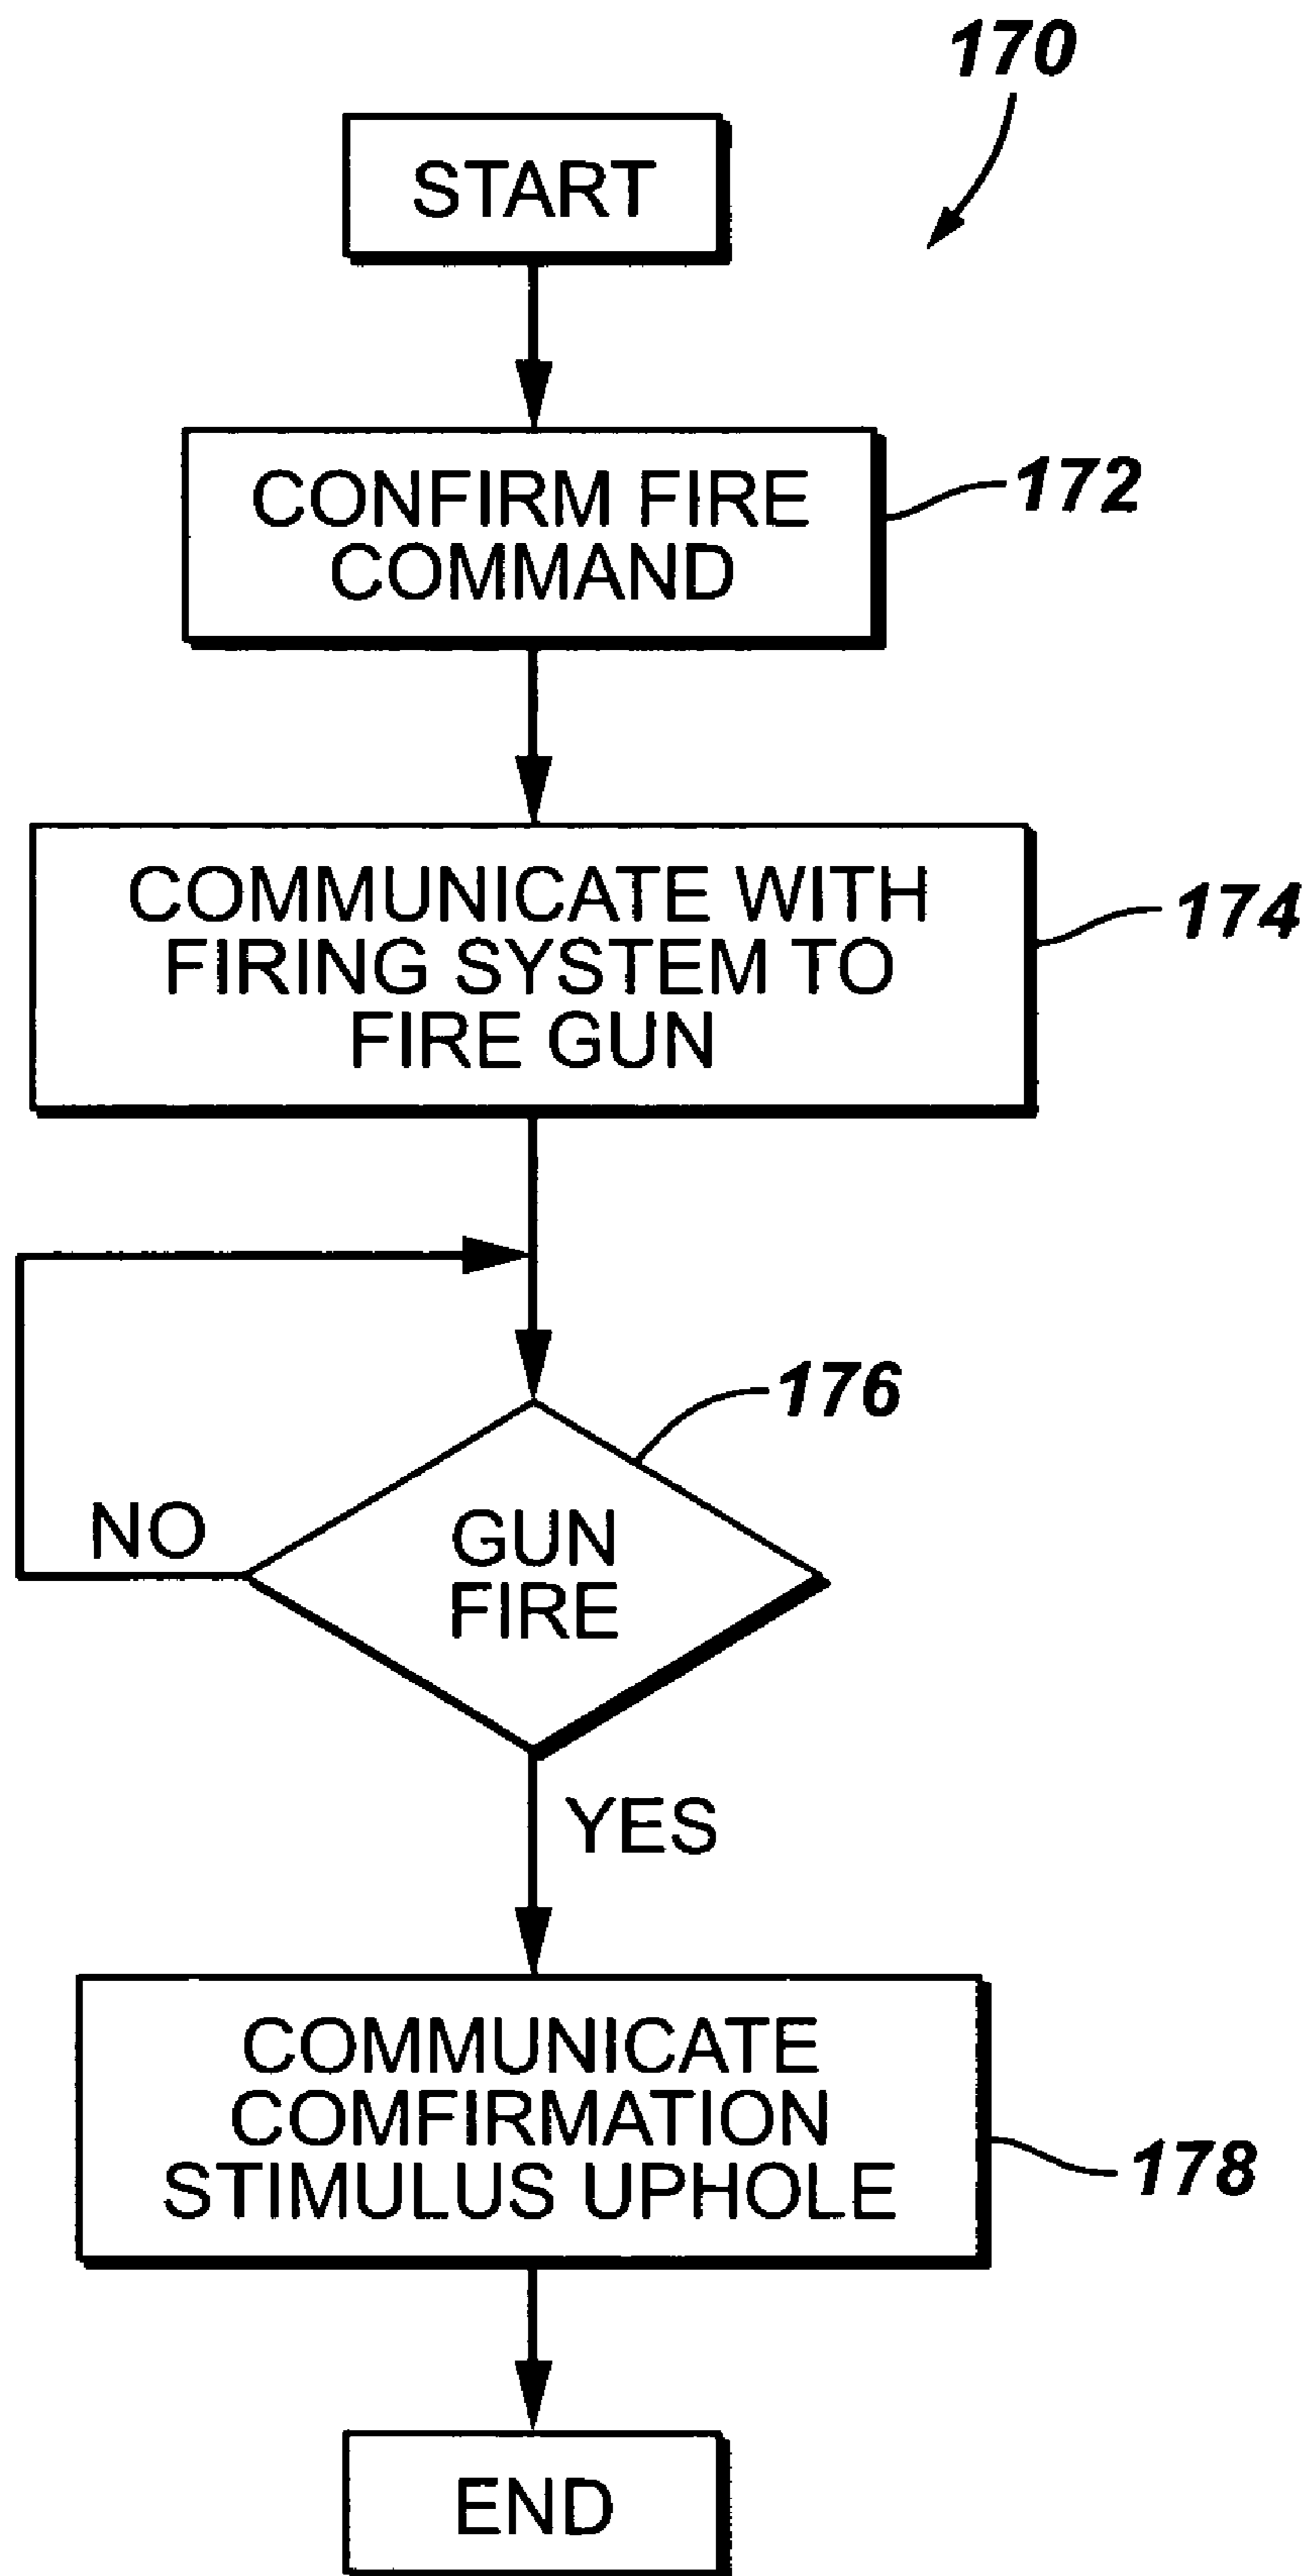 170
START
CONFIRM FIRE
COMMAND
172
COMMUNICATE WITH
FIRING SYSTEM TO
FIRE GUN
174
176
GUN
FIRE
NO
YES
COMMUNICATE
COMFIRMATION
STIMULUS UPHOLE
178
END